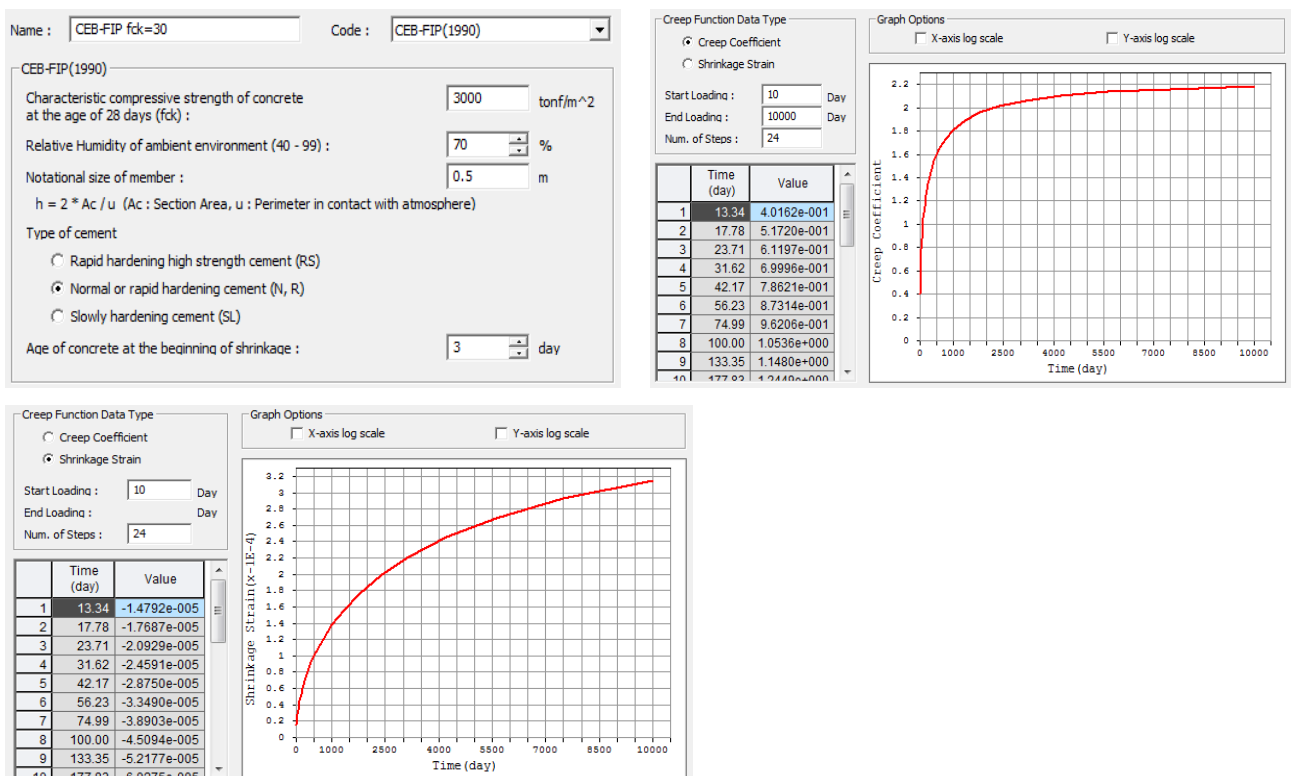 Name : CEB-FIP fck=30 Code : CEB-FIP(1990)
CEB-FIP(1990)
Characteristic compressive strength of concrete
at the age of 28 days (fck) : 3000 tonf/m^2
Relative Humidity of ambient environment (40 - 99) : 70 %
Notational size of member : 0.5 m
h = 2 * Ac / u (Ac : Section Area, u : Perimeter in contact with atmosphere)
Type of cement
Rapid hardening high strength cement (RS)
Normal or rapid hardening cement (N, R)
Slowly hardening cement (SL)
Age of concrete at the beginning of shrinkage : 3 day
Creep Function Data Type
Creep Coefficient
Shrinkage Strain
Start Loading : 10 Day
End Loading : 10000 Day
Num. of Steps : 24
Time (day) Value
1 13.34 4.0162e-001
2 17.78 5.1720e-001
3 23.71 6.1197e-001
4 31.62 6.9996e-001
5 42.17 7.8621e-001
6 56.23 8.7314e-001
7 74.99 9.6206e-001
8 100.00 1.0536e+000
9 133.35 1.1480e+000
10 177.83 1.2449e+000
Graph Options
X-axis log scale Y-axis log scale
Creep Coefficient
2.2
2
1.8
1.6
1.4
1.2
1
0.8
0.6
0.4
0.2
0
0 1000 2500 4000 5500 7000 8500 10000
Time(day)
Creep Function Data Type
Creep Coefficient
Shrinkage Strain
Start Loading : 10 Day
End Loading : Day
Num. of Steps : 24
Time (day) Value
1 13.34 -1.4792e-005
2 17.78 -1.7687e-005
3 23.71 -2.0929e-005
4 31.62 -2.4591e-005
5 42.17 -2.8750e-005
6 56.23 -3.3490e-005
7 74.99 -3.8903e-005
8 100.00 -4.5094e-005
9 133.35 -5.2177e-005
10 177.83
Graph Options
X-axis log scale Y-axis log scale
Shrinkage Strain(x-1E-4)
3.2
3
2.8
2.6
2.4
2.2
2
1.8
1.6
1.4
1.2
1
0.8
0.6
0.4
0.2
0
0 1000 2500 4000 5500 7000 8500 10000
Time(day)